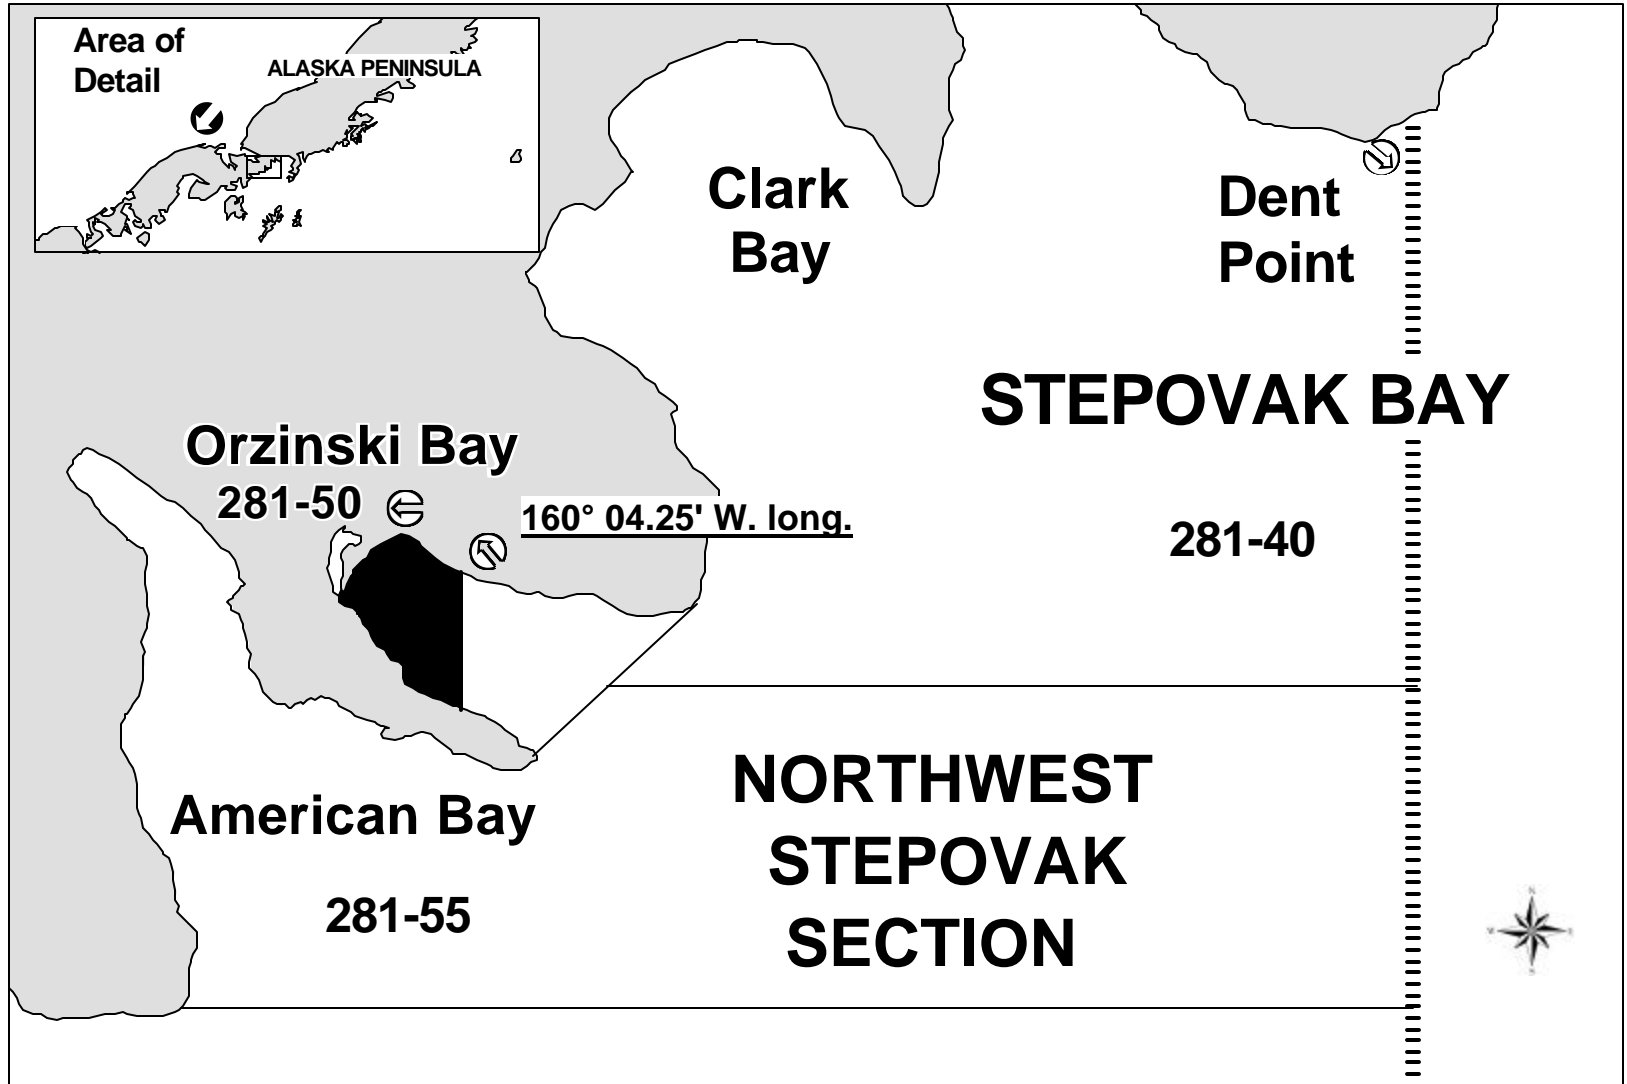 Area of
Detail
ALASKA PENINSULA
Clark
Bay
Dent
Point
STEPOVAK BAY
Orzinski Bay
281-50
160° 04.25' W. long.
281-40
NORTHWEST
STEPOVAK
SECTION
American Bay
281-55
N
W
E
S